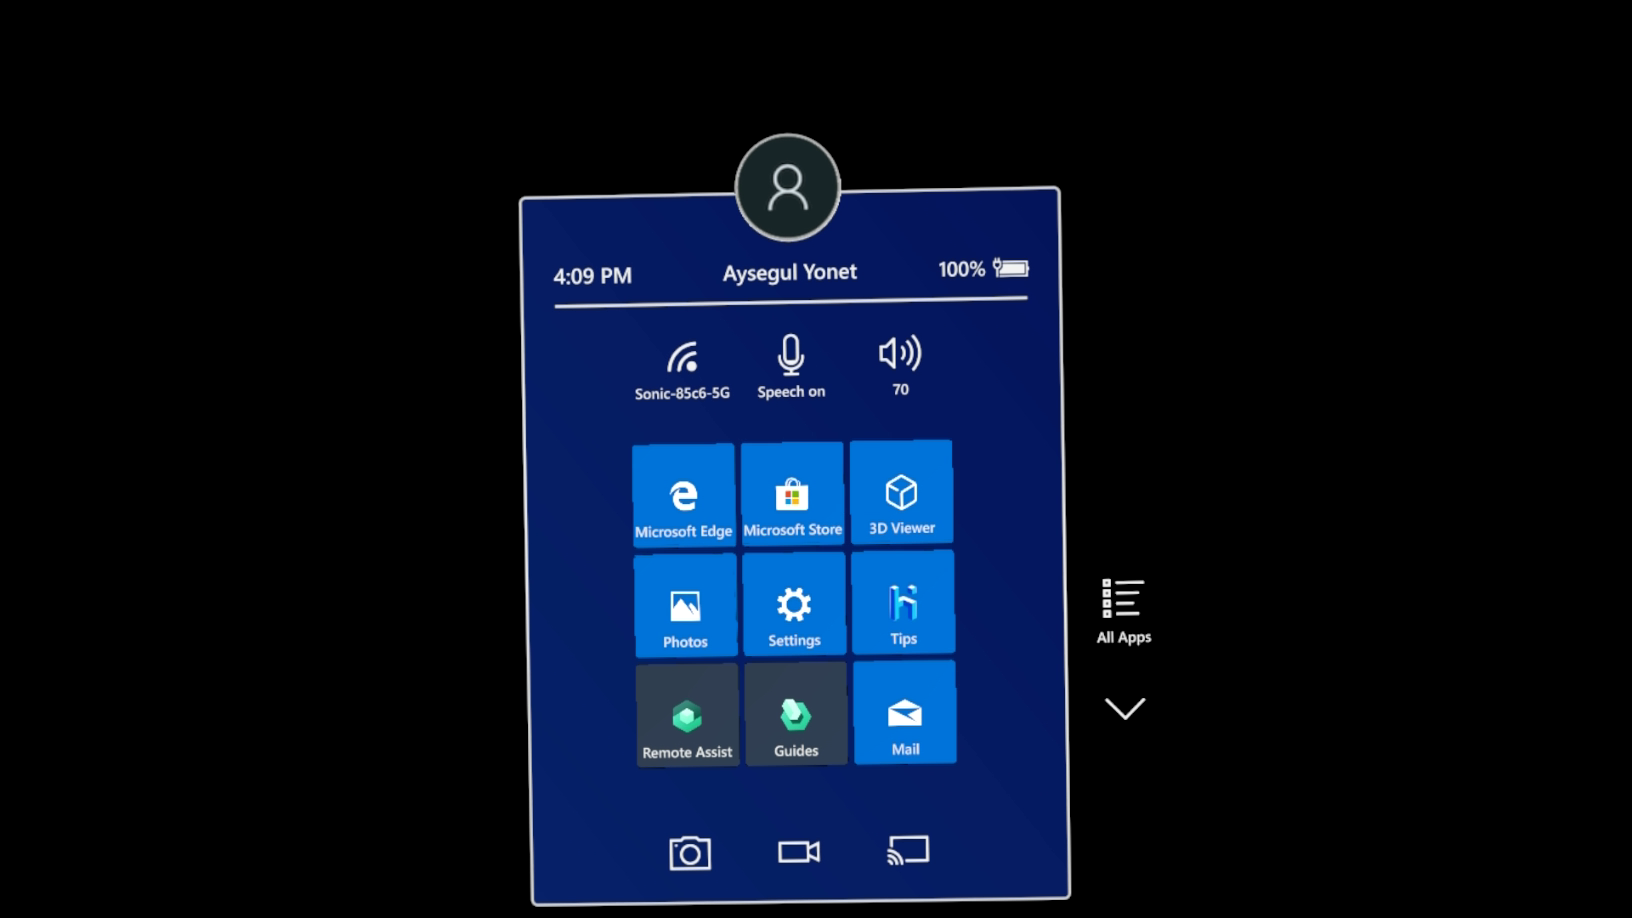 4:09 PM
Aysegul Yonet
100%
Sonic-85c6-5G
Speech on
70
Microsoft Edge
Microsoft Store
3D Viewer
Photos
Settings
Tips
Remote Assist
Guides
Mail
All Apps